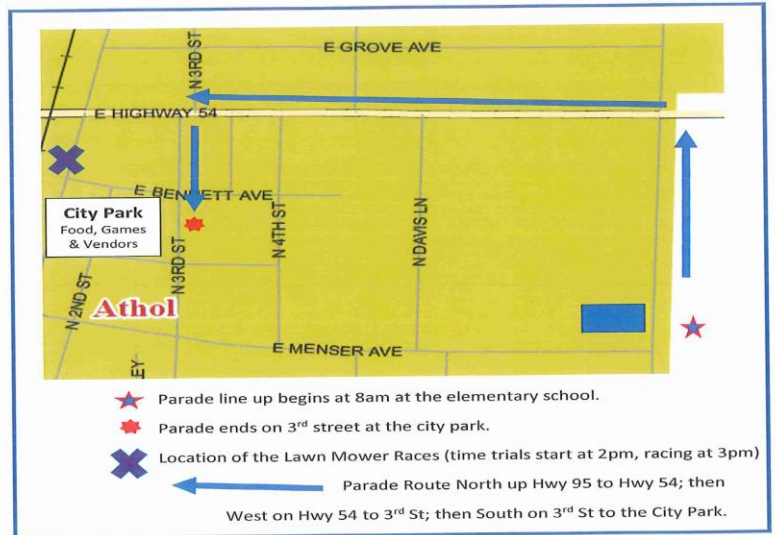 E GROVE AVE
N 3RD ST
E HIGHWAY 54
E BENNETT AVE
City Park
Food, Games
& Vendors
N 3RD ST
N 4TH ST
N DAVIS LN
N 2ND ST
Athol
E MENSER AVE
EY
Parade line up begins at 8am at the elementary school.
Parade ends on 3rd street at the city park.
Location of the Lawn Mower Races (time trials start at 2pm, racing at 3pm)
Parade Route North up Hwy 95 to Hwy 54; then
West on Hwy 54 to 3rd St; then South on 3rd St to the City Park.